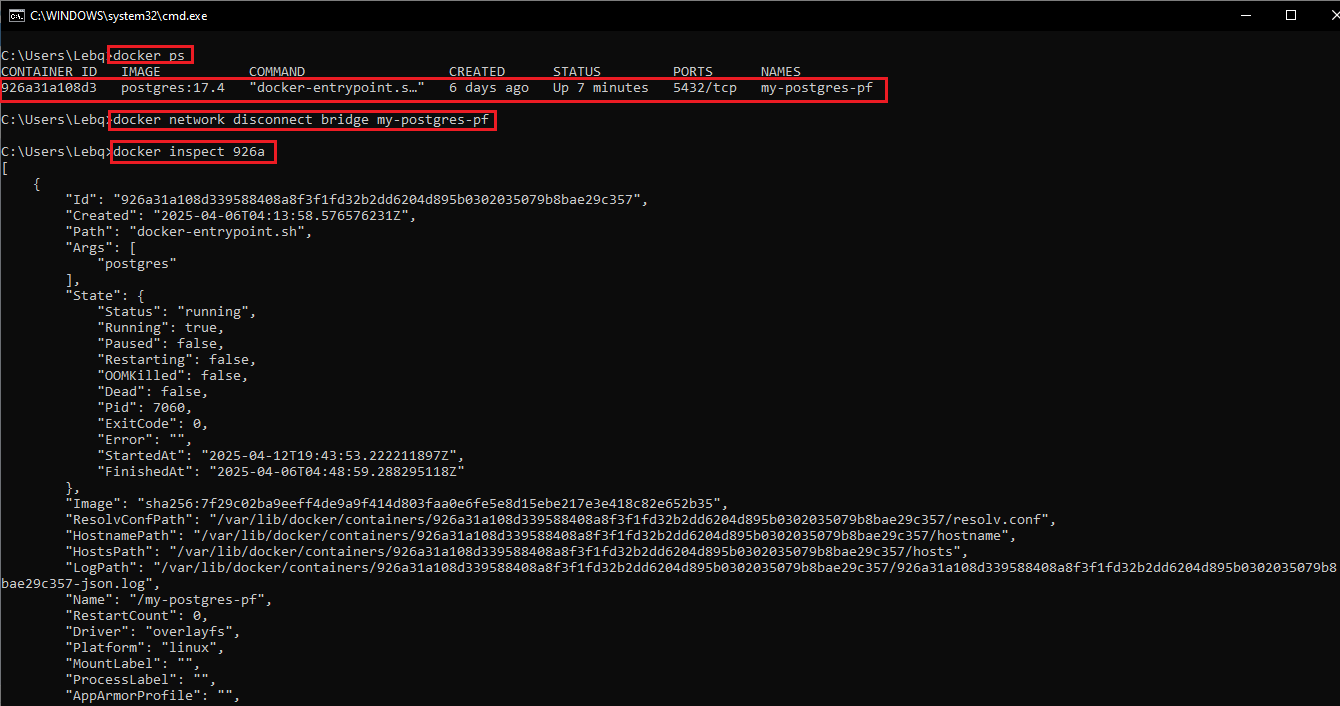 C:\WINDOWS\system32\cmd.exe
C:\Users\Lebq>docker ps
CONTAINER ID   IMAGE           COMMAND                  CREATED      STATUS         PORTS      NAMES
926a31a108d3   postgres:17.4   "docker-entrypoint.s…"   6 days ago   Up 7 minutes   5432/tcp   my-postgres-pf
C:\Users\Lebq>docker network disconnect bridge my-postgres-pf
C:\Users\Lebq>docker inspect 926a
[
    {
        "Id": "926a31a108d339588408a8f3f1fd32b2dd6204d895b0302035079b8bae29c357",
        "Created": "2025-04-06T04:13:58.576576231Z",
        "Path": "docker-entrypoint.sh",
        "Args": [
            "postgres"
        ],
        "State": {
            "Status": "running",
            "Running": true,
            "Paused": false,
            "Restarting": false,
            "OOMKilled": false,
            "Dead": false,
            "Pid": 7060,
            "ExitCode": 0,
            "Error": "",
            "StartedAt": "2025-04-12T19:43:53.222211897Z",
            "FinishedAt": "2025-04-06T04:48:59.288295118Z"
        },
        "Image": "sha256:7f29c02ba9eeff4de9a9f414d803faa0e6fe5e8d15ebe217e3e418c82e652b35",
        "ResolvConfPath": "/var/lib/docker/containers/926a31a108d339588408a8f3f1fd32b2dd6204d895b0302035079b8bae29c357/resolv.conf",
        "HostnamePath": "/var/lib/docker/containers/926a31a108d339588408a8f3f1fd32b2dd6204d895b0302035079b8bae29c357/hostname",
        "HostsPath": "/var/lib/docker/containers/926a31a108d339588408a8f3f1fd32b2dd6204d895b0302035079b8bae29c357/hosts",
        "LogPath": "/var/lib/docker/containers/926a31a108d339588408a8f3f1fd32b2dd6204d895b0302035079b8bae29c357/926a31a108d339588408a8f3f1fd32b2dd6204d895b0302035079b8
bae29c357-json.log",
        "Name": "/my-postgres-pf",
        "RestartCount": 0,
        "Driver": "overlayfs",
        "Platform": "linux",
        "MountLabel": "",
        "ProcessLabel": "",
        "AppArmorProfile": "",